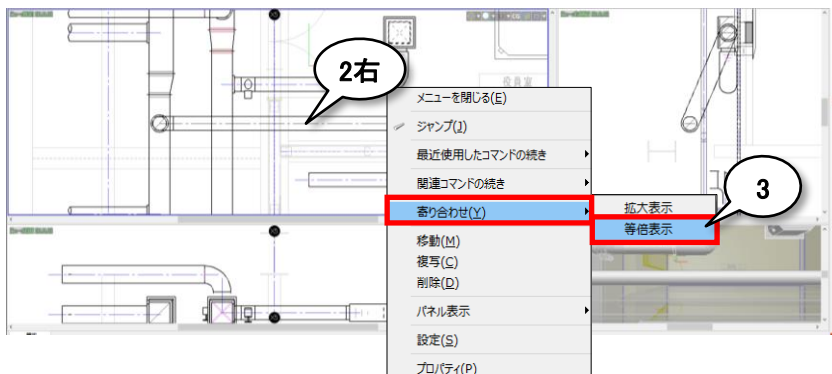 2右
役員室
メニューを閉じる(E)
ジャンプ(J)
最近使用したコマンドの続き
関連コマンドの続き
寄り合わせ(Y)
拡大表示
3
等倍表示
移動(M)
複写(C)
削除(D)
パネル表示
設定(S)
プロパティ(P)